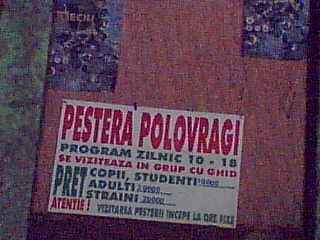 PESTERA POLOVRAGI
PROGRAM ZILNIC 10 - 18
SE VIZITEAZA IN GRUP CU GHID
PRET COPII, STUDENTI
ADULTI
STRAINI
ATENTIE ! VIZITAREA PESTERII INCEPE LA ORE FIXE